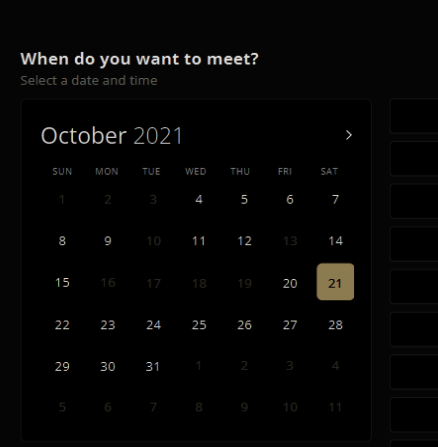 When do you want to meet?
Select a date and time
October 2021
SUN MON TUE WED THU FRI SAT
1 2 3 4 5 6 7
8 9 10 11 12 13 14
15 16 17 18 19 20 21
22 23 24 25 26 27 28
29 30 31 1 2 3 4
5 6 7 8 9 10 11